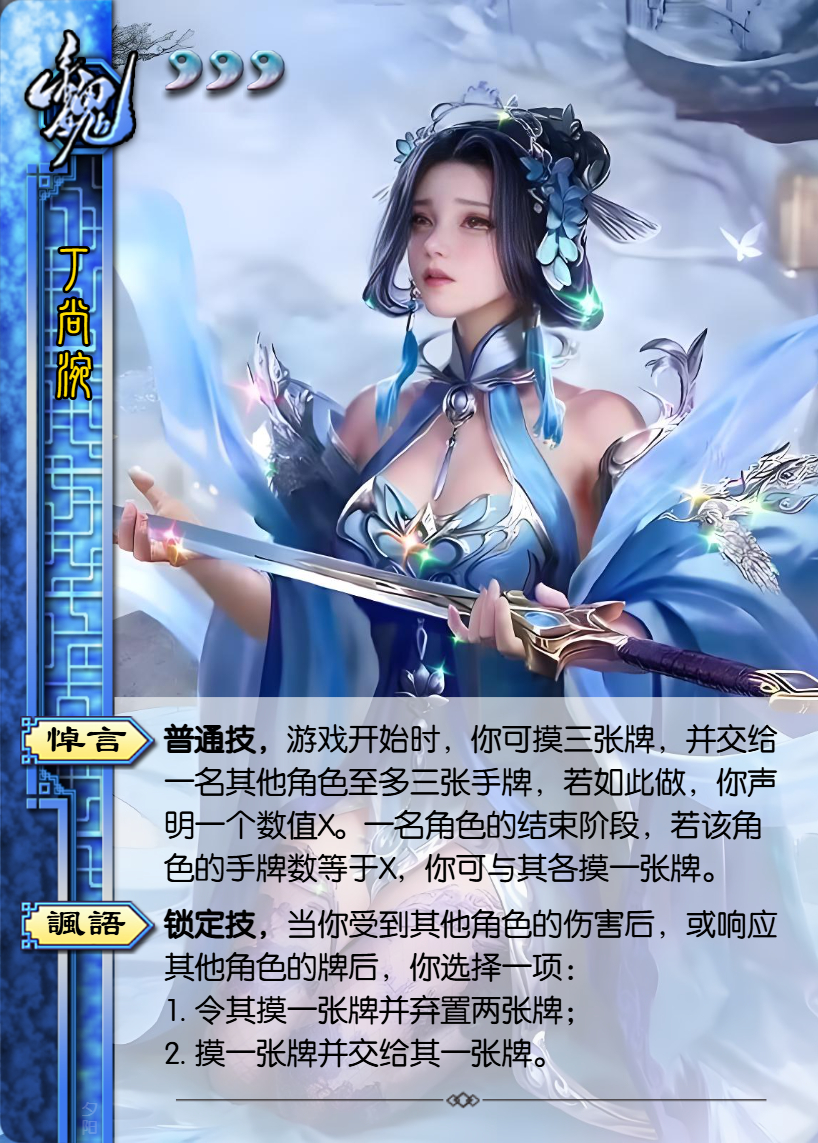 魏
999
丁尚涴
悼言
普通技，游戏开始时，你可摸三张牌，并交给
一名其他角色至多三张手牌，若如此做，你声
明一个数值X。一名角色的结束阶段，若该角
色的手牌数等于X，你可与其各摸一张牌。
諷語
锁定技，当你受到其他角色的伤害后，或响应
其他角色的牌后，你选择一项：
1. 令其摸一张牌并弃置两张牌；
2. 摸一张牌并交给其一张牌。
夕阳